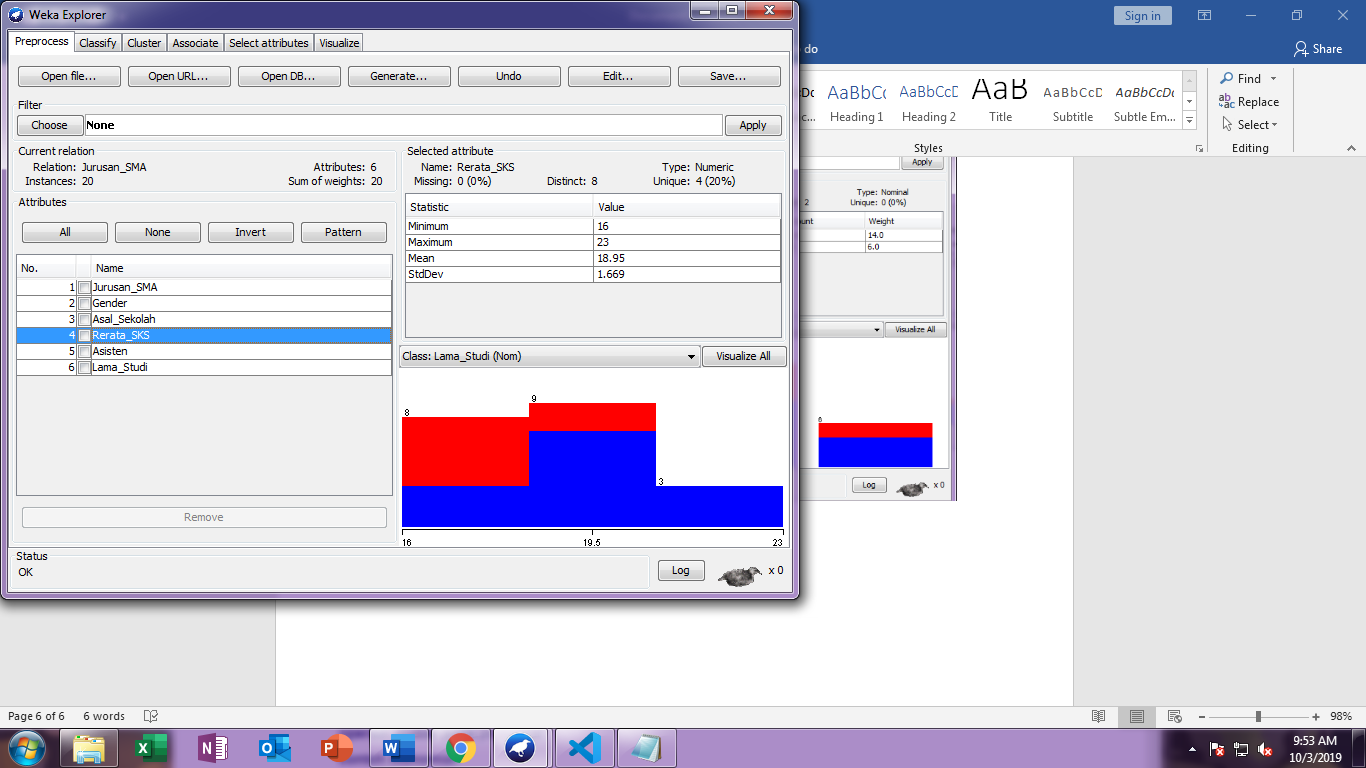 Weka Explorer
Preprocess Classify Cluster Associate Select attributes Visualize
Open file... Open URL... Open DB... Generate... Undo Edit... Save...
Filter
Choose None Apply
Current relation
Relation: Jurusan_SMA Attributes: 6
Instances: 20 Sum of weights: 20
Attributes
All None Invert Pattern
No. Name
1 Jurusan_SMA
2 Gender
3 Asal_Sekolah
4 Rerata_SKS
5 Asisten
6 Lama_Studi
Remove
Selected attribute
Name: Rerata_SKS Type: Numeric
Missing: 0 (0%) Distinct: 8 Unique: 4 (20%)
Statistic Value
Minimum 16
Maximum 23
Mean 18.95
StdDev 1.669
Class: Lama_Studi (Nom) Visualize All
8 9 3
16 19.5 23
Status
OK
Log x 0
Sign in
do Share
AaBbCc AaBbCcD AaB AaBbCcD AaBbCcDc
Heading 1 Heading 2 Title Subtitle Subtle Em...
Styles
Find
Replace
Select
Editing
Apply
Type: Nominal
2 Unique: 0 (0%)
Weight
14.0
6.0
Visualize All
6
Log x 0
Page 6 of 6 6 words 98%
9:53 AM
10/3/2019